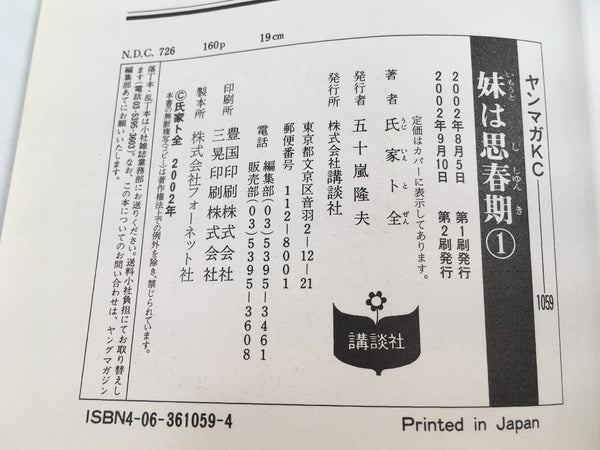 N.D.C. 726 160p 19cm
ヤンマガKC 1059
いもうと し しゅん き
妹は思春期①
2002年8月5日 第1刷発行
2002年9月10日 第2刷発行
定価はカバーに表示してあります。
著者 氏家ト全
うじ いえ と ぜん
発行者 五十嵐隆夫
発行所 株式会社講談社
東京都文京区音羽2-12-21
郵便番号 112-8001
電話 編集部(03)5395-3461
販売部(03)5395-3608
印刷所 豊国印刷株式会社
三晃印刷株式会社
製本所 株式会社フォーネット社
©氏家ト全 2002年
本書の無断複写(コピー)は著作権法上での例外を除き、禁じられています。
落丁本・乱丁本は小社雑誌業務部にお送りください。送料小社負担にてお取り替えし
ます(電話03-5395-3603)なお、この本についてのお問い合わせは、ヤングマガジン
編集部あてにお願いいたします。
講談社
ISBN4-06-361059-4
Printed in Japan